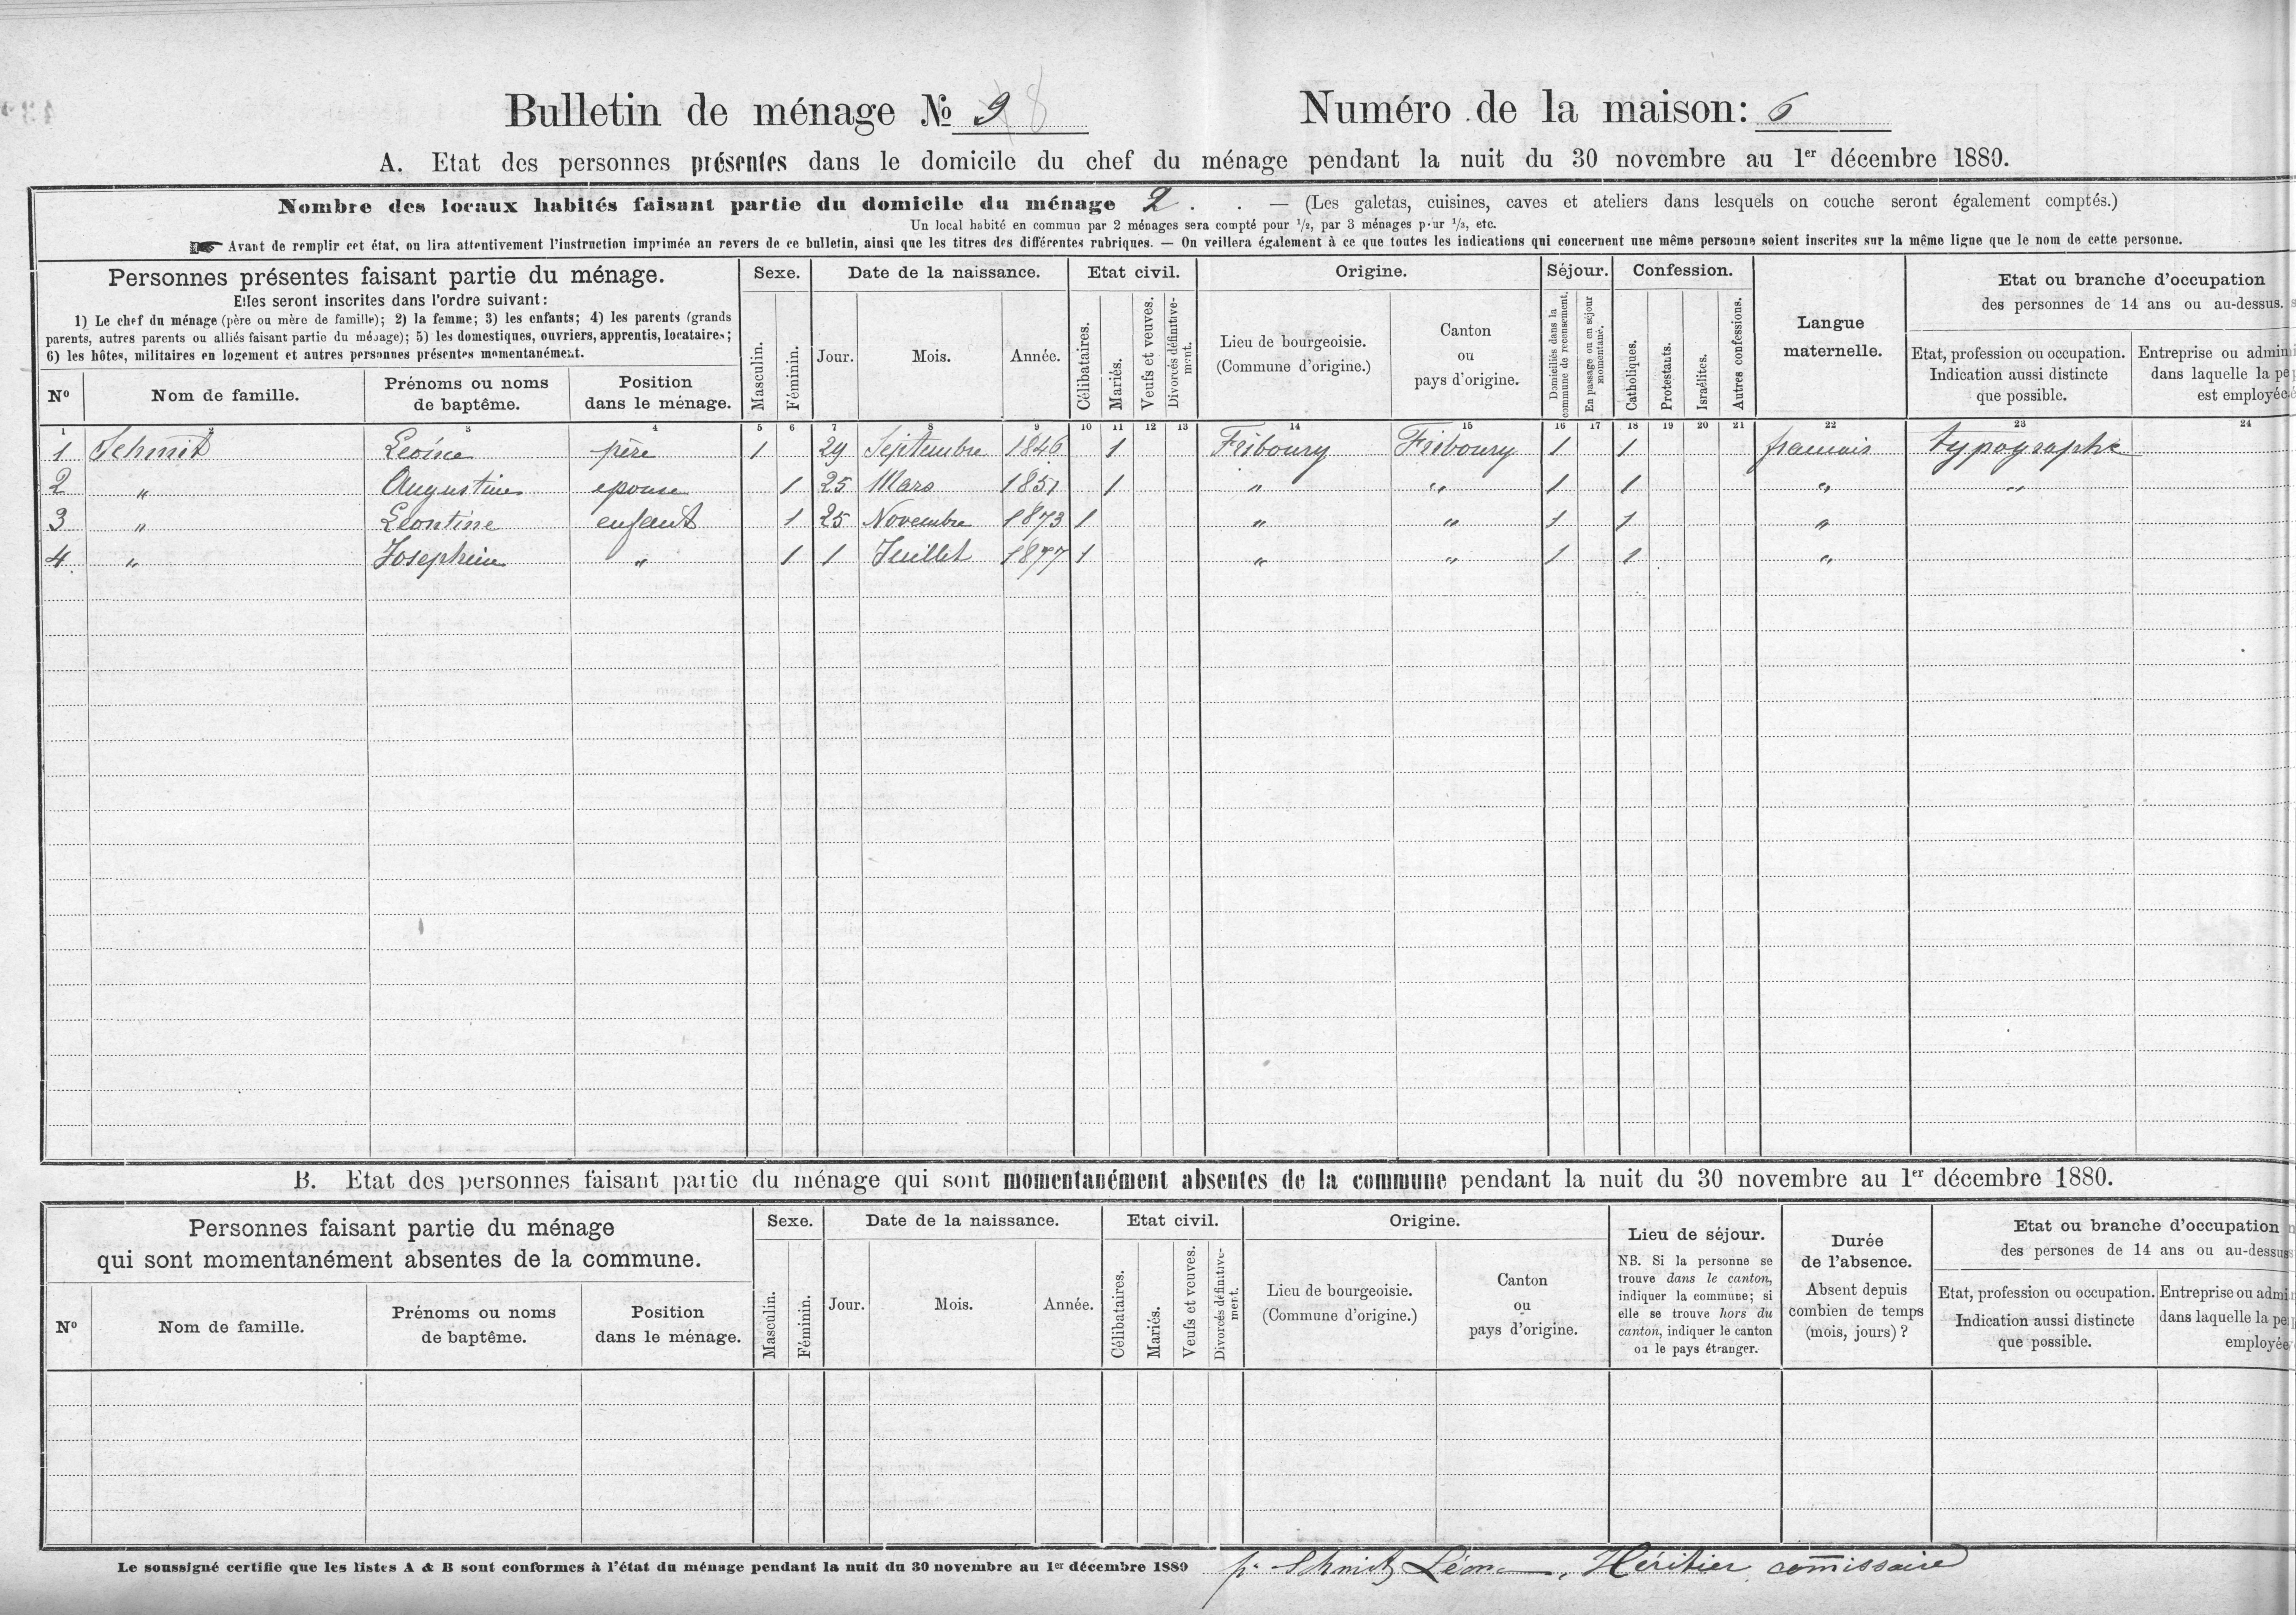 Bulletin de ménage № 9 8
Numéro de la maison: 6
A. Etat des personnes présentes dans le domicile du chef du ménage pendant la nuit du 30 novembre au 1er décembre 1880.
Nombre des locaux habités faisant partie du domicile du ménage 2. . — (Les galetas, cuisines, caves et ateliers dans lesquels on couche seront également comptés.)
Un local habité en commun par 2 ménages sera compté pour 1/2, par 3 ménages pour 1/3, etc.
☛ Avant de remplir cet état, on lira attentivement l'instruction imprimée au revers de ce bulletin, ainsi que les titres des différentes rubriques. — On veillera également à ce que toutes les indications qui concernent une même personne soient inscrites sur la même ligne que le nom de cette personne.
Personnes présentes faisant partie du ménage.
Elles seront inscrites dans l'ordre suivant:
1) Le chef du ménage (père ou mère de famille); 2) la femme; 3) les enfants; 4) les parents (grands
parents, autres parents ou alliés faisant partie du ménage); 5) les domestiques, ouvriers, apprentis, locataires;
6) les hôtes, militaires en logement et autres personnes présentes momentanément.
Nº
Nom de famille.
Prénoms ou noms
de baptême.
Position
dans le ménage.
Sexe.
Masculin.
Féminin.
Date de la naissance.
Jour.
Mois.
Année.
Etat civil.
Célibataires.
Mariés.
Veufs et veuves.
Divorcés définitive-
ment.
Origine.
Lieu de bourgeoisie.
(Commune d'origine.)
Canton
ou
pays d'origine.
Séjour.
Domiciliés dans la
commune de recensement.
En passage ou en séjour
momentané.
Confession.
Catholiques.
Protestants.
Israélites.
Autres confessions.
Langue
maternelle.
Etat ou branche d'occupation
des personnes de 14 ans ou au-dessus.
Etat, profession ou occupation.
Indication aussi distincte
que possible.
Entreprise ou admin
dans laquelle la pe
est employée
1 2 3 4 5 6 7 8 9 10 11 12 13 14 15 16 17 18 19 20 21 22 23 24
1 Schmit Léonce père 1 29 Septembre 1846 1 Fribourg Fribourg 1 1 francais typographe
2 " Augustine epouse 1 25 Mars 1851 1 " " 1 1 " "
3 " Leontine enfant 1 25 Novembre 1873 1 " " 1 1 "
4 " Josephine " 1 1 Juillet 1877 1 " " 1 1 "
B. Etat des personnes faisant partie du ménage qui sont momentanément absentes de la commune pendant la nuit du 30 novembre au 1er décembre 1880.
Personnes faisant partie du ménage
qui sont momentanément absentes de la commune.
Nº
Nom de famille.
Prénoms ou noms
de baptême.
Position
dans le ménage.
Sexe.
Masculin.
Féminin.
Date de la naissance.
Jour.
Mois.
Année.
Etat civil.
Célibataires.
Mariés.
Veufs et veuves.
Divorcés définitive-
ment.
Origine.
Lieu de bourgeoisie.
(Commune d'origine.)
Canton
ou
pays d'origine.
Lieu de séjour.
NB. Si la personne se
trouve dans le canton,
indiquer la commune; si
elle se trouve hors du
canton, indiquer le canton
ou le pays étranger.
Durée
de l'absence.
Absent depuis
combien de temps
(mois, jours)?
Etat ou branche d'occupation
des persones de 14 ans ou au-dessus
Etat, profession ou occupation.
Indication aussi distincte
que possible.
Entreprise ou admi
dans laquelle la pe
employée
Le soussigné certifie que les listes A & B sont conformes à l'état du ménage pendant la nuit du 30 novembre au 1er décembre 1880 p. Schmit Léonce, Héritier comissaire